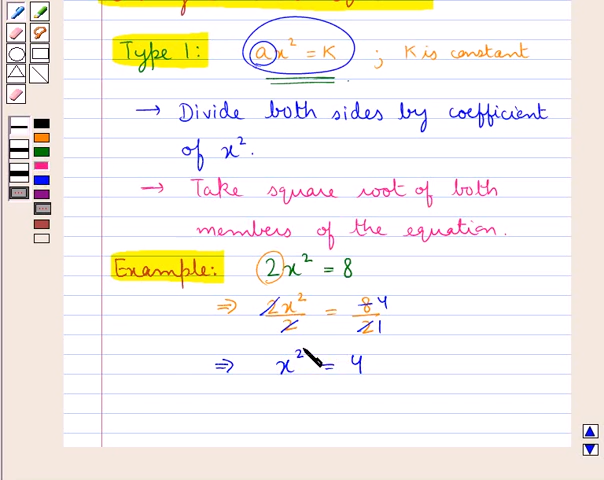 Type 1: ax² = K ; K is constant
→ Divide both sides by coefficient
of x².
→ Take square root of both
members of the equation.
Example: 2x² = 8
⇒ 2x²/2 = 8 4/2 1
⇒ x² = 4